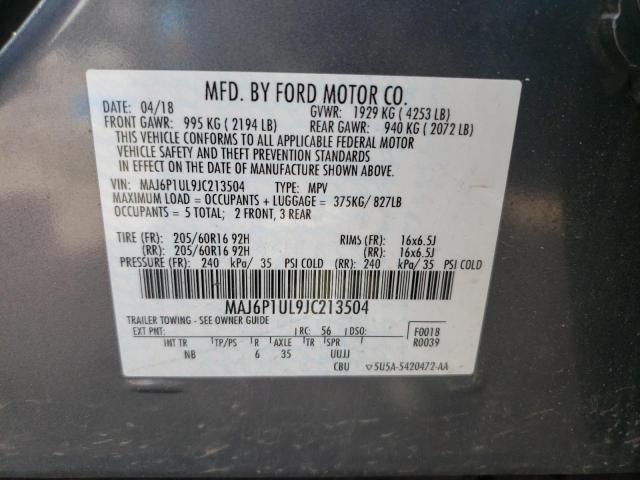 MFD. BY FORD MOTOR CO.
DATE: 04/18 GVWR: 1929 KG ( 4253 LB)
FRONT GAWR: 995 KG ( 2194 LB) REAR GAWR: 940 KG ( 2072 LB)
THIS VEHICLE CONFORMS TO ALL APPLICABLE FEDERAL MOTOR
VEHICLE SAFETY AND THEFT PREVENTION STANDARDS
IN EFFECT ON THE DATE OF MANUFACTURE SHOWN ABOVE.
VIN: MAJ6P1UL9JC213504 TYPE: MPV
MAXIMUM LOAD = OCCUPANTS + LUGGAGE = 375KG/ 827LB
OCCUPANTS = 5 TOTAL; 2 FRONT, 3 REAR
TIRE (FR): 205/60R16 92H RIMS (FR): 16x6.5J
(RR): 205/60R16 92H (RR): 16x6.5J
PRESSURE (FR): 240 kPa/ 35 PSI COLD (RR): 240 kPa/ 35 PSI COLD
MAJ6P1UL9JC213504
TRAILER TOWING - SEE OWNER GUIDE
EXT PNT: RC: 56 DSO: F0018
INT TR TP/PS R AXLE TR SPR R0039
NB 6 35 UUJJ
CBU 5U5A-5420472-AA